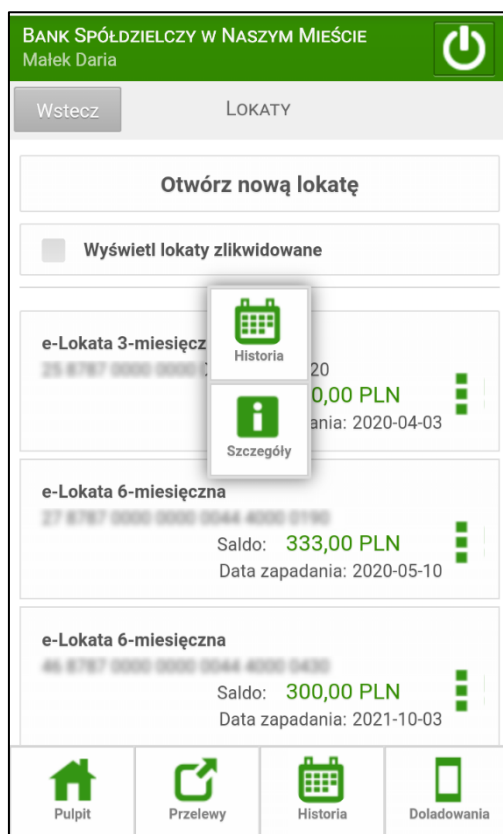 BANK SPÓŁDZIELCZY W NASZYM MIEŚCIE
Małek Daria
Wstecz
LOKATY
Otwórz nową lokatę
Wyświetl lokaty zlikwidowane
Historia
Szczegóły
e-Lokata 3-miesięcz
20
0,00 PLN
ania: 2020-04-03
e-Lokata 6-miesięczna
Saldo: 333,00 PLN
Data zapadania: 2020-05-10
e-Lokata 6-miesięczna
Saldo: 300,00 PLN
Data zapadania: 2021-10-03
Pulpit Przelewy Historia Doładowania